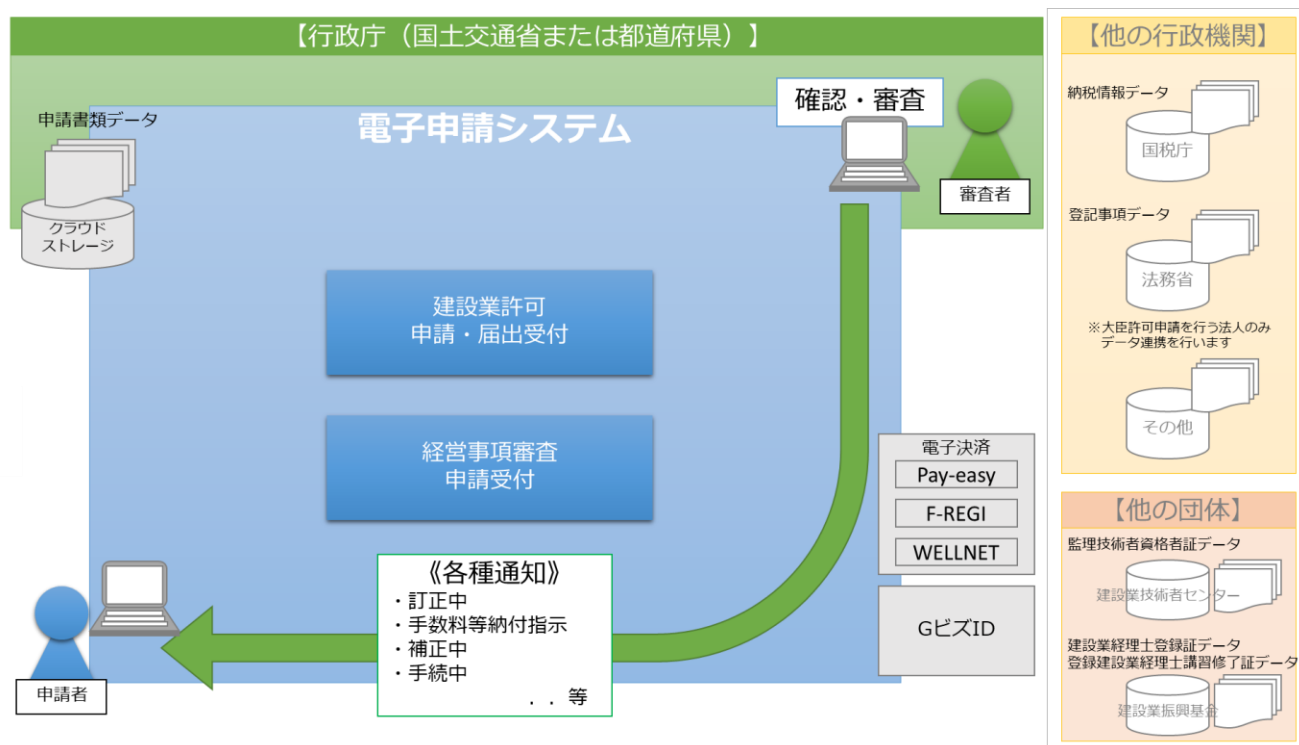 【行政庁（国土交通省または都道府県）】
申請書類データ
クラウド
ストレージ
電子申請システム
確認・審査
審査者
建設業許可
申請・届出受付
経営事項審査
申請受付
電子決済
Pay-easy
F-REGI
WELLNET
GビズID
《各種通知》
・訂正中
・手数料等納付指示
・補正中
・手続中
．．等
申請者
【他の行政機関】
納税情報データ
国税庁
登記事項データ
法務省
※大臣許可申請を行う法人のみ
データ連携を行います
その他
【他の団体】
監理技術者資格者証データ
建設業技術者センター
建設業経理士登録証データ
登録建設業経理士講習修了証データ
建設業振興基金